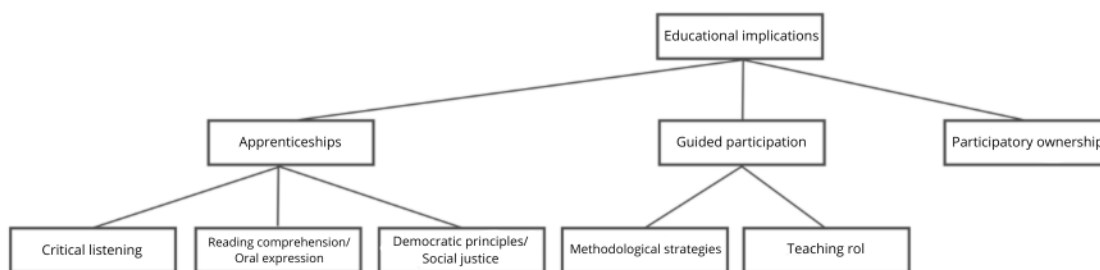 Educational implications
Apprenticeships
Guided participation
Participatory ownership
Critical listening
Reading comprehension/
Oral expression
Democratic principles/
Social justice
Methodological strategies
Teaching rol